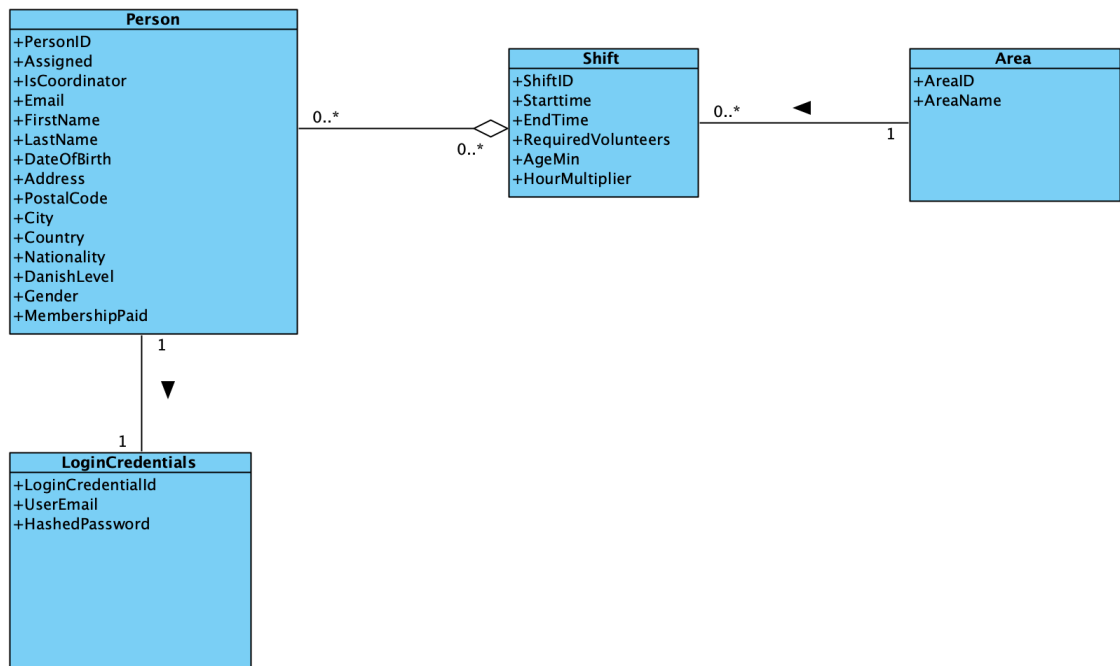 Person
+PersonID
+Assigned
+IsCoordinator
+Email
+FirstName
+LastName
+DateOfBirth
+Address
+PostalCode
+City
+Country
+Nationality
+DanishLevel
+Gender
+MembershipPaid
0..*
0..*
Shift
+ShiftID
+Starttime
+EndTime
+RequiredVolunteers
+AgeMin
+HourMultiplier
0..*
1
Area
+AreaID
+AreaName
1
1
LoginCredentials
+LoginCredentialId
+UserEmail
+HashedPassword